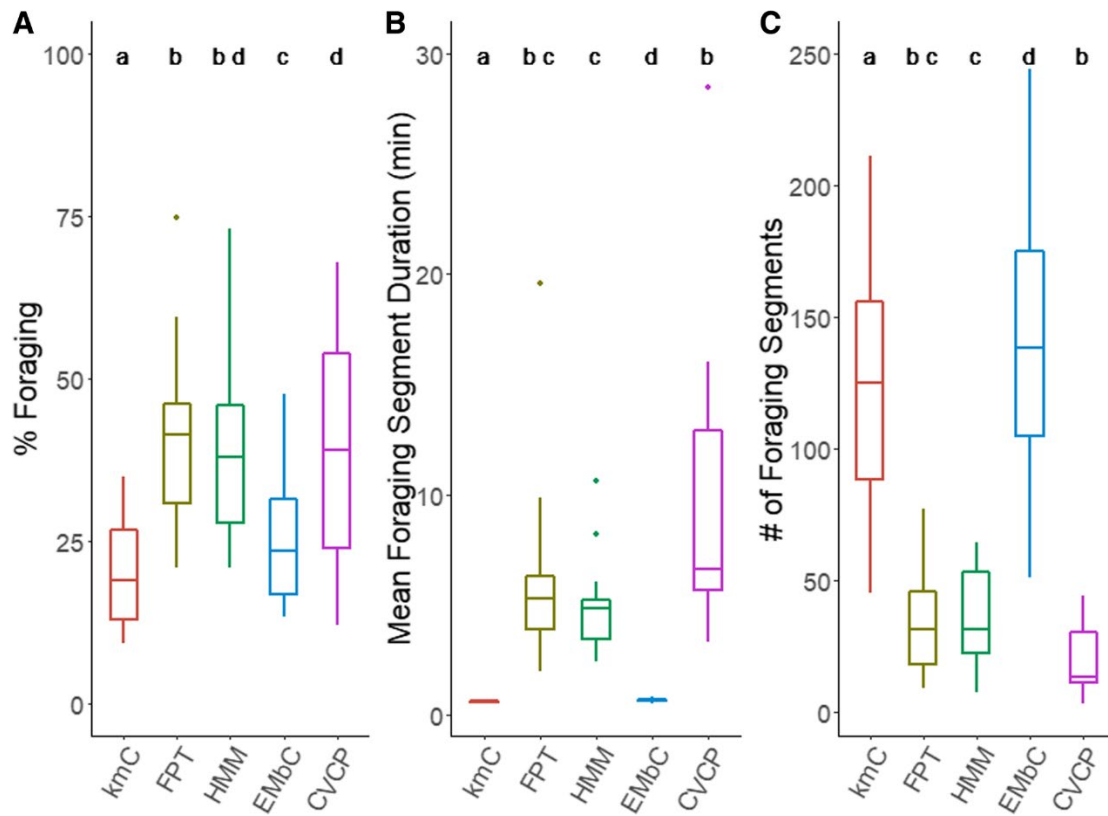 A
% Foraging
100
75
50
25
0
a b b d c d
kmC FPT HMM EMbC CVCP
B
Mean Foraging Segment Duration (min)
30
20
10
0
a b c c d b
kmC FPT HMM EMbC CVCP
C
# of Foraging Segments
250
200
150
100
50
0
a b c c d b
kmC FPT HMM EMbC CVCP